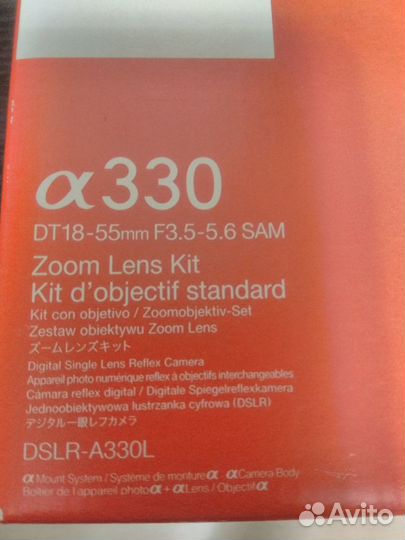 α330
DT18-55mm F3.5-5.6 SAM
Zoom Lens Kit
Kit d'objectif standard
Kit con objetivo / Zoomobjektiv-Set
Zestaw obiektywu Zoom Lens
ズームレンズキット
Digital Single Lens Reflex Camera
Appareil photo numérique reflex à objectifs interchangeables
Cámara reflex digital / Digitale Spiegelreflexkamera
Jednoobiektywowa lustrzanka cyfrowa (DSLR)
デジタル一眼レフカメラ
DSLR-A330L
α Mount System / Système de monture α αCamera Body
Boîtier de l'appareil photo α + αLens / Objectif α
Avito